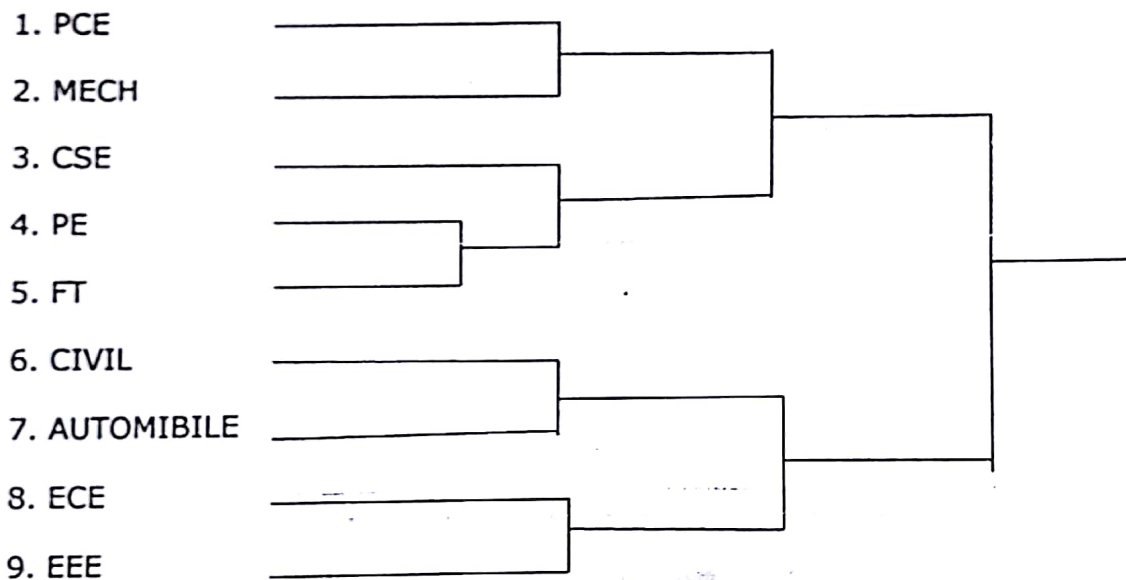 1. PCE
2. MECH
3. CSE
4. PE
5. FT
6. CIVIL
7. AUTOMIBILE
8. ECE
9. EEE